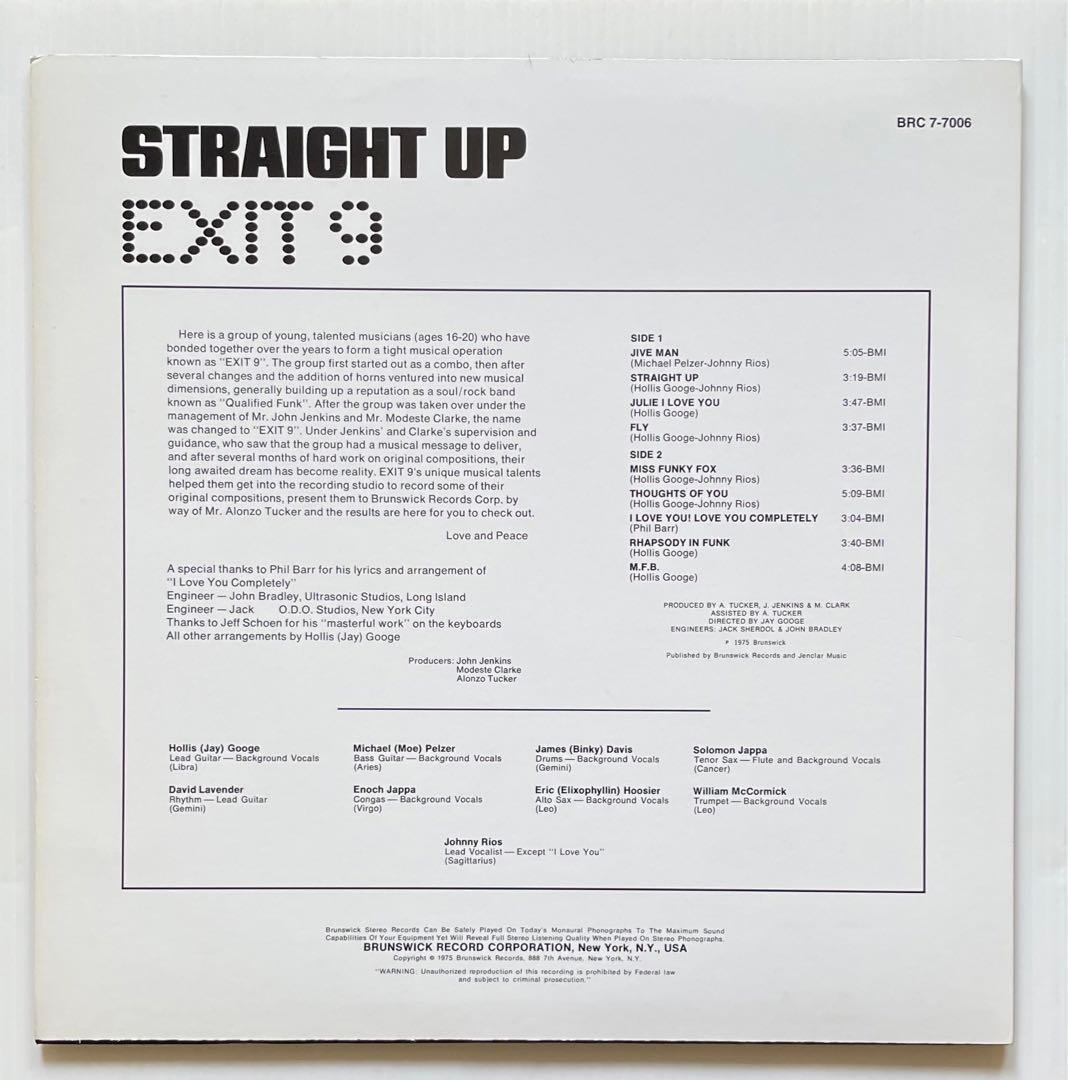 BRC 7-7006
STRAIGHT UP
EXIT 9
Here is a group of young, talented musicians (ages 16-20) who have
bonded together over the years to form a tight musical operation
known as "EXIT 9". The group first started out as a combo, then after
several changes and the addition of horns ventured into new musical
dimensions, generally building up a reputation as a soul/rock band
known as "Qualified Funk". After the group was taken over under the
management of Mr. John Jenkins and Mr. Modeste Clarke, the name
was changed to "EXIT 9". Under Jenkins' and Clarke's supervision and
guidance, who saw that the group had a musical message to deliver,
and after several months of hard work on original compositions, their
long awaited dream has become reality. EXIT 9's unique musical talents
helped them get into the recording studio to record some of their
original compositions, present them to Brunswick Records Corp. by
way of Mr. Alonzo Tucker and the results are here for you to check out.
Love and Peace
A special thanks to Phil Barr for his lyrics and arrangement of
"I Love You Completely"
Engineer — John Bradley, Ultrasonic Studios, Long Island
Engineer — Jack O.D.O. Studios, New York City
Thanks to Jeff Schoen for his "masterful work" on the keyboards
All other arrangements by Hollis (Jay) Googe
Producers: John Jenkins
Modeste Clarke
Alonzo Tucker
SIDE 1
JIVE MAN 5:05-BMI
(Michael Pelzer-Johnny Rios)
STRAIGHT UP 3:19-BMI
(Hollis Googe-Johnny Rios)
JULIE I LOVE YOU 3:47-BMI
(Hollis Googe)
FLY 3:37-BMI
(Hollis Googe-Johnny Rios)
SIDE 2
MISS FUNKY FOX 3:36-BMI
(Hollis Googe-Johnny Rios)
THOUGHTS OF YOU 5:09-BMI
(Hollis Googe-Johnny Rios)
I LOVE YOU! LOVE YOU COMPLETELY 3:04-BMI
(Phil Barr)
RHAPSODY IN FUNK 3:40-BMI
(Hollis Googe)
M.F.B. 4:08-BMI
(Hollis Googe)
PRODUCED BY A. TUCKER, J. JENKINS & M. CLARK
ASSISTED BY A. TUCKER
DIRECTED BY JAY GOOGE
ENGINEERS: JACK SHERDOL & JOHN BRADLEY
℗ 1975 Brunswick
Published by Brunswick Records and Jenclar Music
Hollis (Jay) Googe
Lead Guitar — Background Vocals
(Libra)
Michael (Moe) Pelzer
Bass Guitar — Background Vocals
(Aries)
James (Binky) Davis
Drums — Background Vocals
(Gemini)
Solomon Jappa
Tenor Sax — Flute and Background Vocals
(Cancer)
David Lavender
Rhythm — Lead Guitar
(Gemini)
Enoch Jappa
Congas — Background Vocals
(Virgo)
Eric (Elixophyllin) Hoosier
Alto Sax — Background Vocals
(Leo)
William McCormick
Trumpet — Background Vocals
(Leo)
Johnny Rios
Lead Vocalist — Except "I Love You"
(Sagittarius)
Brunswick Stereo Records Can Be Safely Played On Today's Monaural Phonographs To The Maximum Sound
Capabilities Of Your Equipment Yet Will Reveal Full Stereo Listening Quality When Played On Stereo Phonographs.
BRUNSWICK RECORD CORPORATION, New York, N.Y., USA
Copyright © 1975 Brunswick Records, 888 7th Avenue, New York, N.Y.
"WARNING: Unauthorized reproduction of this recording is prohibited by Federal law
and subject to criminal prosecution."